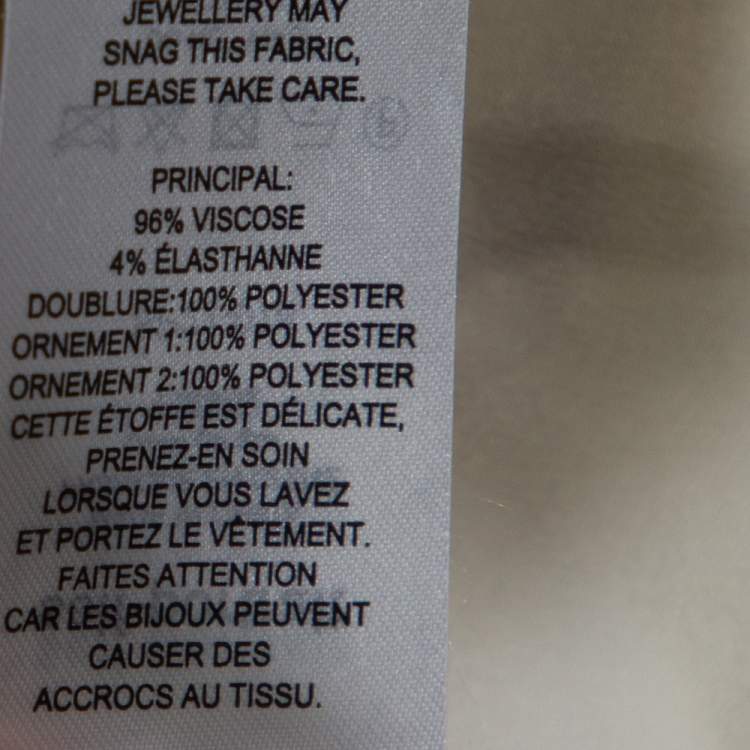 JEWELLERY MAY
SNAG THIS FABRIC,
PLEASE TAKE CARE.
PRINCIPAL:
96% VISCOSE
4% ÉLASTHANNE
DOUBLURE:100% POLYESTER
ORNEMENT 1:100% POLYESTER
ORNEMENT 2:100% POLYESTER
CETTE ÉTOFFE EST DÉLICATE,
PRENEZ-EN SOIN
LORSQUE VOUS LAVEZ
ET PORTEZ LE VÊTEMENT.
FAITES ATTENTION
CAR LES BIJOUX PEUVENT
CAUSER DES
ACCROCS AU TISSU.